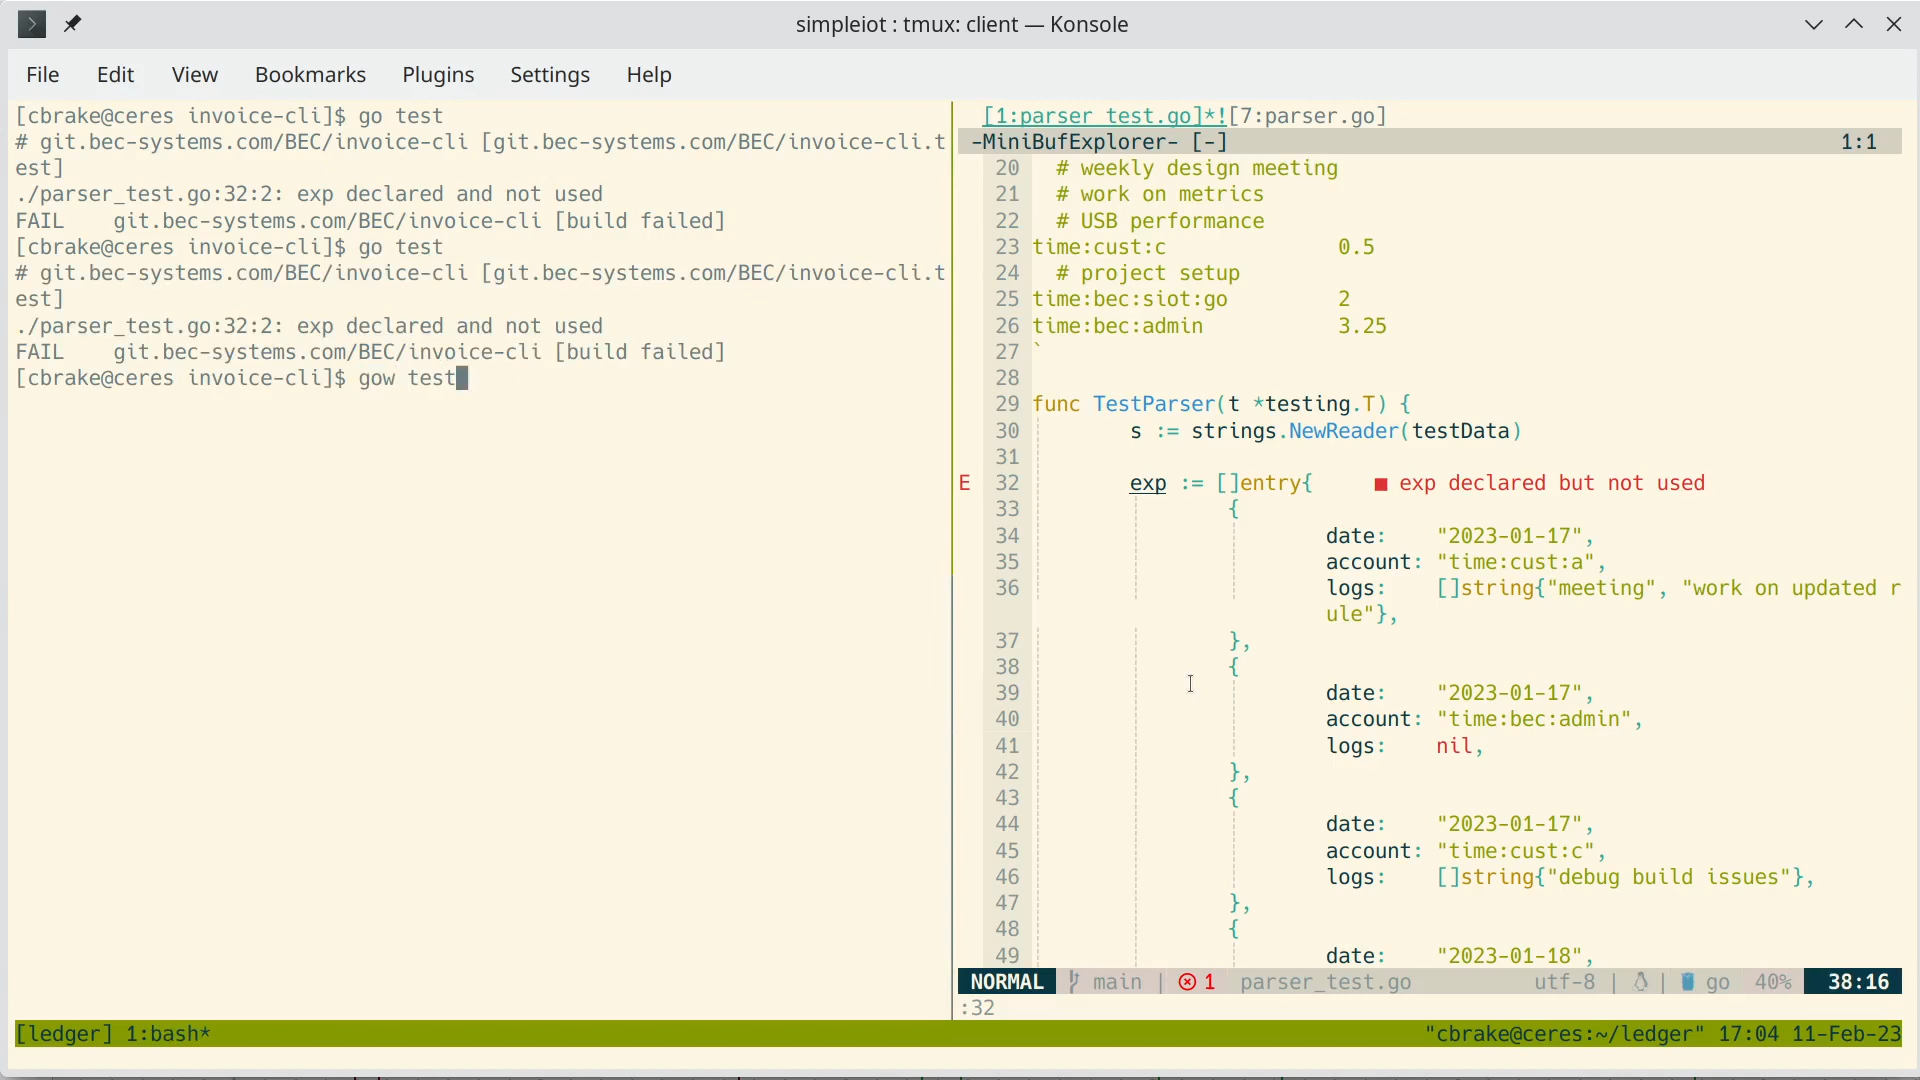 simpleiot : tmux: client — Konsole
File Edit View Bookmarks Plugins Settings Help
[cbrake@ceres invoice-cli]$ go test
# git.bec-systems.com/BEC/invoice-cli [git.bec-systems.com/BEC/invoice-cli.t
est]
./parser_test.go:32:2: exp declared and not used
FAIL    git.bec-systems.com/BEC/invoice-cli [build failed]
[cbrake@ceres invoice-cli]$ go test
# git.bec-systems.com/BEC/invoice-cli [git.bec-systems.com/BEC/invoice-cli.t
est]
./parser_test.go:32:2: exp declared and not used
FAIL    git.bec-systems.com/BEC/invoice-cli [build failed]
[cbrake@ceres invoice-cli]$ gow test
[1:parser_test.go]*![7:parser.go]
-MiniBufExplorer- [-] 1:1
20   # weekly design meeting
21   # work on metrics
22   # USB performance
23 time:cust:c              0.5
24   # project setup
25 time:bec:siot:go         2
26 time:bec:admin           3.25
27 `
28
29 func TestParser(t *testing.T) {
30         s := strings.NewReader(testData)
31
E 32         exp := []entry{     ■ exp declared but not used
33                 {
34                         date:    "2023-01-17",
35                         account: "time:cust:a",
36                         logs:    []string{"meeting", "work on updated r
ule"},
37                 },
38                 {
39                         date:    "2023-01-17",
40                         account: "time:bec:admin",
41                         logs:    nil,
42                 },
43                 {
44                         date:    "2023-01-17",
45                         account: "time:cust:c",
46                         logs:    []string{"debug build issues"},
47                 },
48                 {
49                         date:    "2023-01-18",
NORMAL main | 1 parser_test.go utf-8 | | go 40% 38:16
:32
[ledger] 1:bash* "cbrake@ceres:~/ledger" 17:04 11-Feb-23